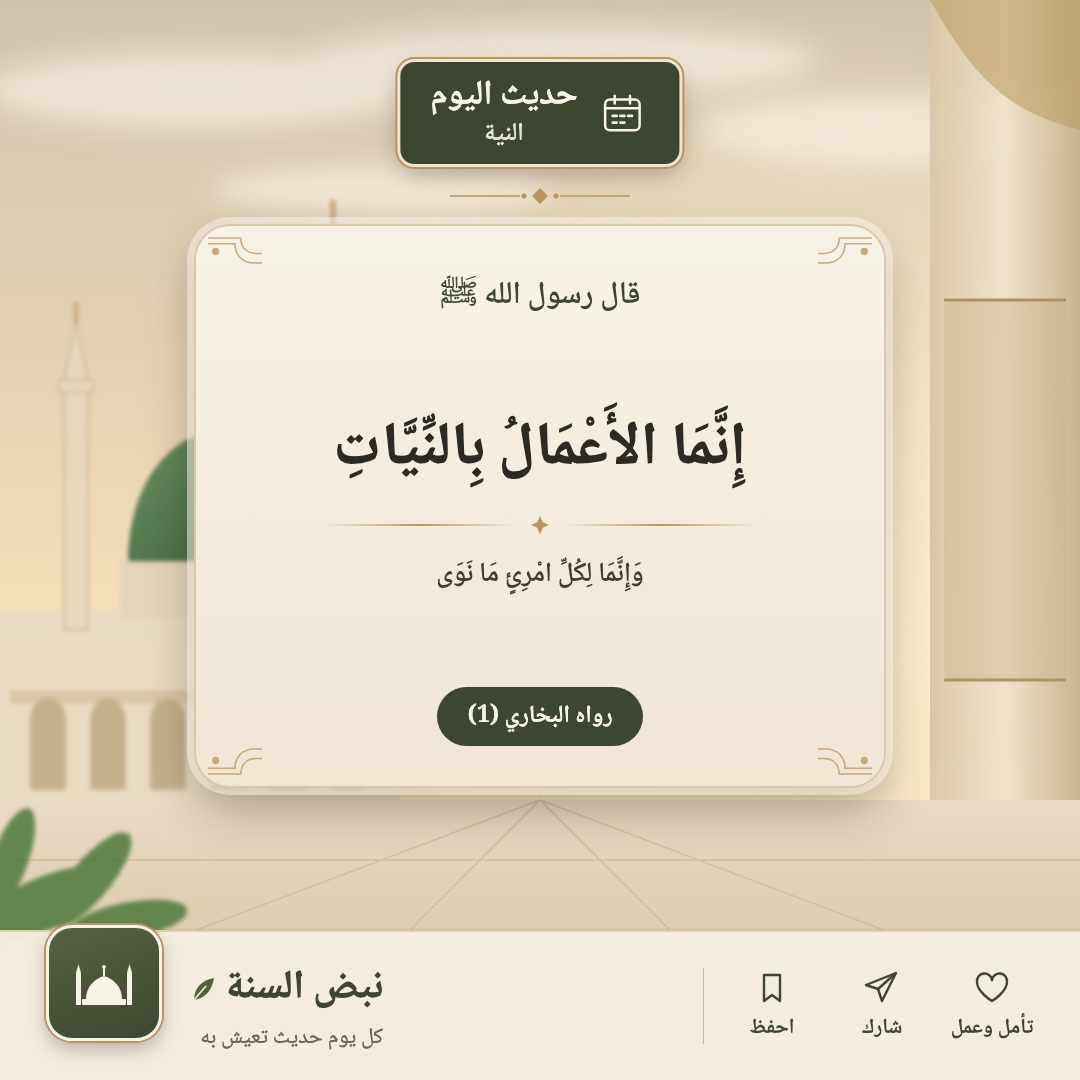 حديث اليوم
النية
قال رسول الله ﷺ
إِنَّمَا الأَعْمَالُ بِالنِّيَّاتِ
وَإِنَّمَا لِكُلِّ امْرِئٍ مَا نَوَى
رواه البخاري (1)
تأمل وعمل
شارك
احفظ
نبض السنة
كل يوم حديث تعيش به